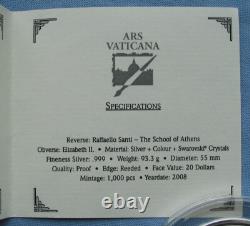 ARS
VATICANA
SPECIFICATIONS
Reverse: Raffaello Santi – The School of Athens
Obverse: Elizabeth II. • Material: Silver + Colour + Swarovski® Crystals
Fineness Silver: .999 • Weight: 93.3 g • Diameter: 55 mm
Quality: Proof • Edge: Reeded • Face Value: 20 Dollars
Mintage: 1,000 pcs • Yeardate: 2008